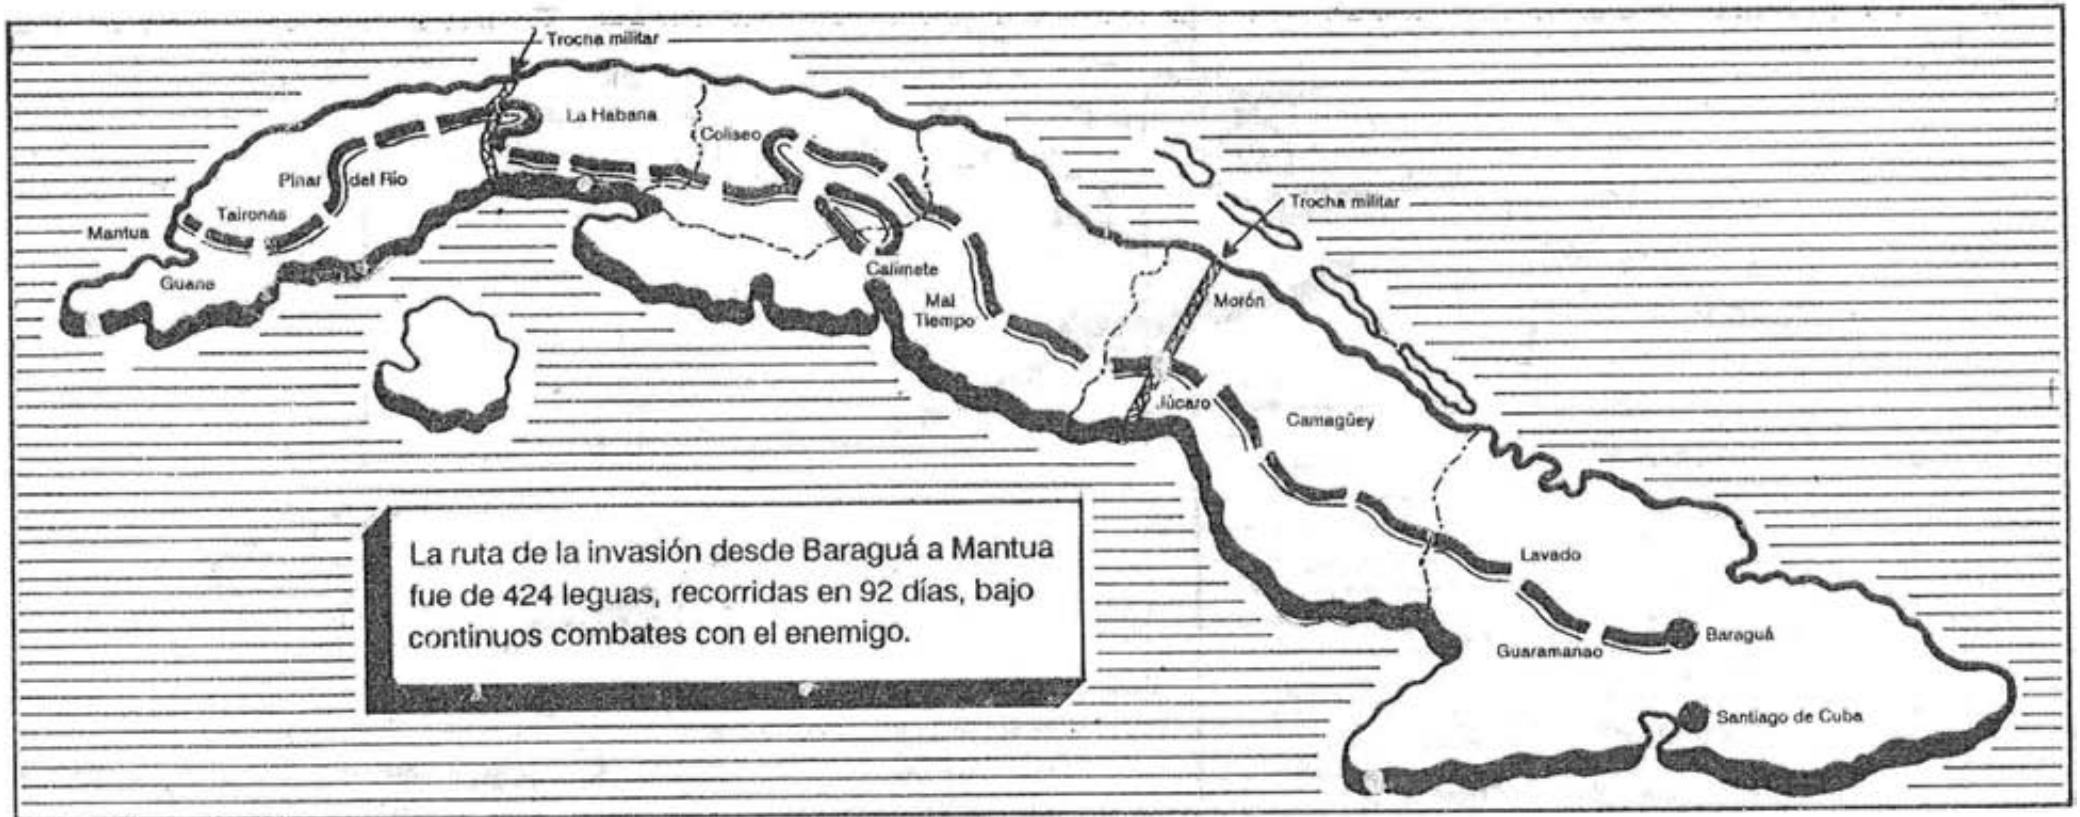 Trocha militar
La Habana
Coliseo
Pinar del Río
Taironas
Mantua
Guane
Trocha militar
Calimete
Mal
Tiempo
Morón
Júcaro
Camagüey
La ruta de la invasión desde Baraguá a Mantua
fue de 424 leguas, recorridas en 92 días, bajo
continuos combates con el enemigo.
Lavado
Baraguá
Guaramanao
Santiago de Cuba